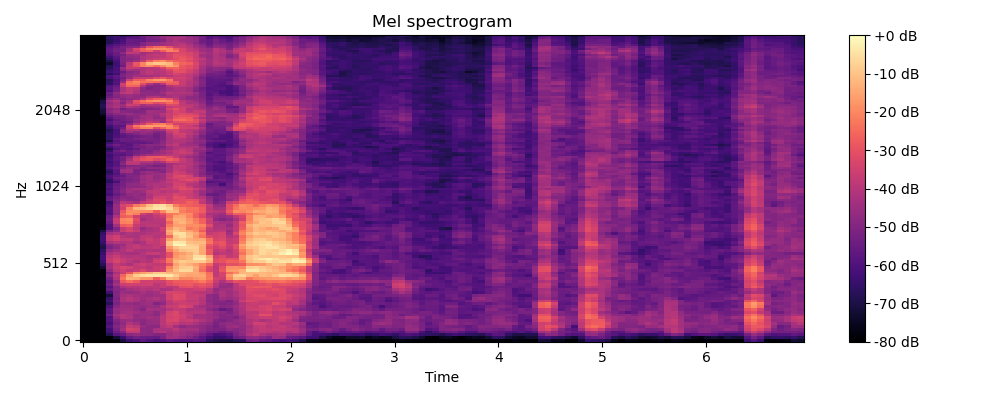 Mel spectrogram
+0 dB
-10 dB
-20 dB
-30 dB
-40 dB
-50 dB
-60 dB
-70 dB
-80 dB
Hz
2048
1024
512
0
0 1 2 3 4 5 6
Time